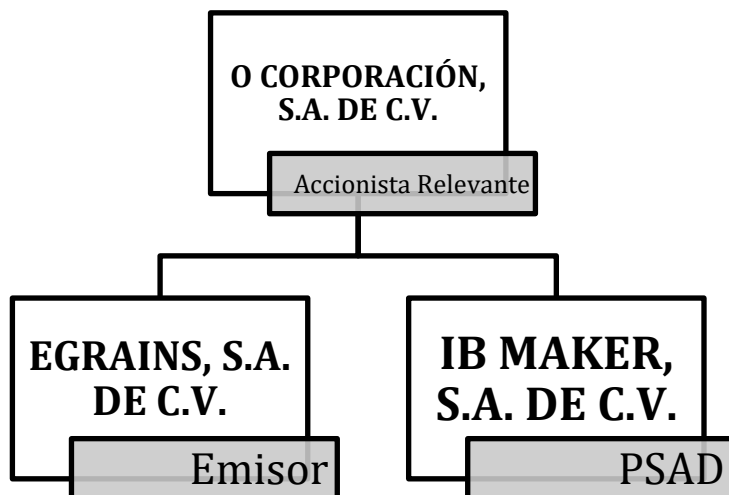 O CORPORACIÓN,
S.A. DE C.V.
Accionista Relevante
EGRAINS, S.A.
DE C.V.
Emisor
IB MAKER,
S.A. DE C.V.
PSAD